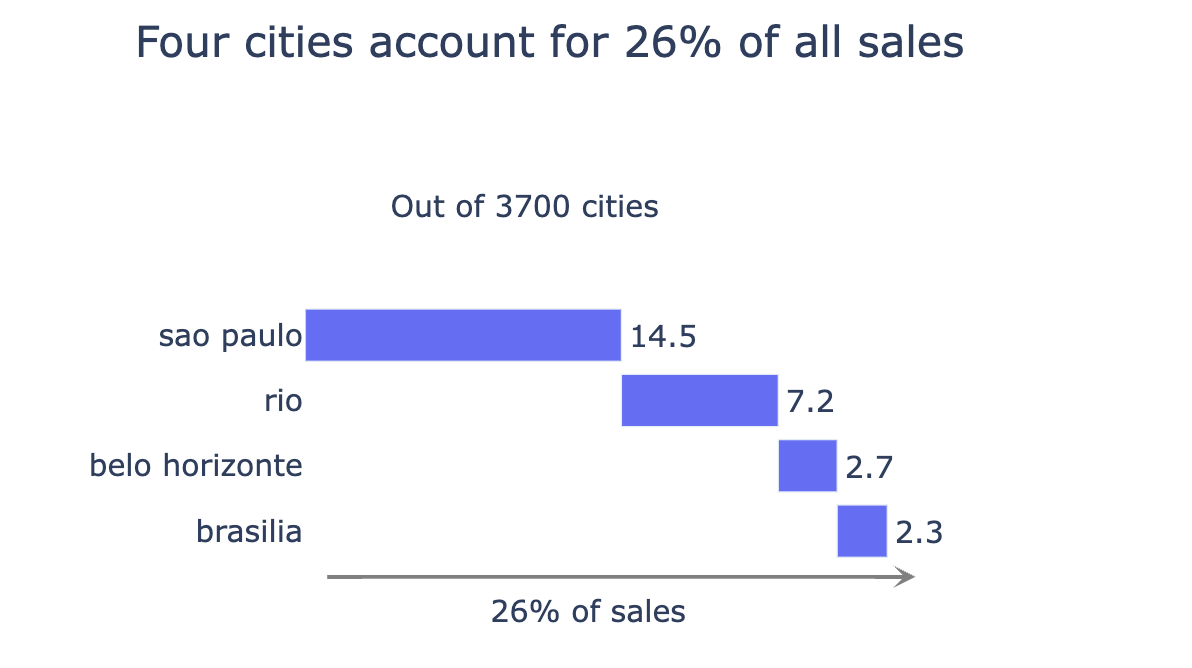 Four cities account for 26% of all sales
Out of 3700 cities
sao paulo 14.5
rio 7.2
belo horizonte 2.7
brasilia 2.3
26% of sales